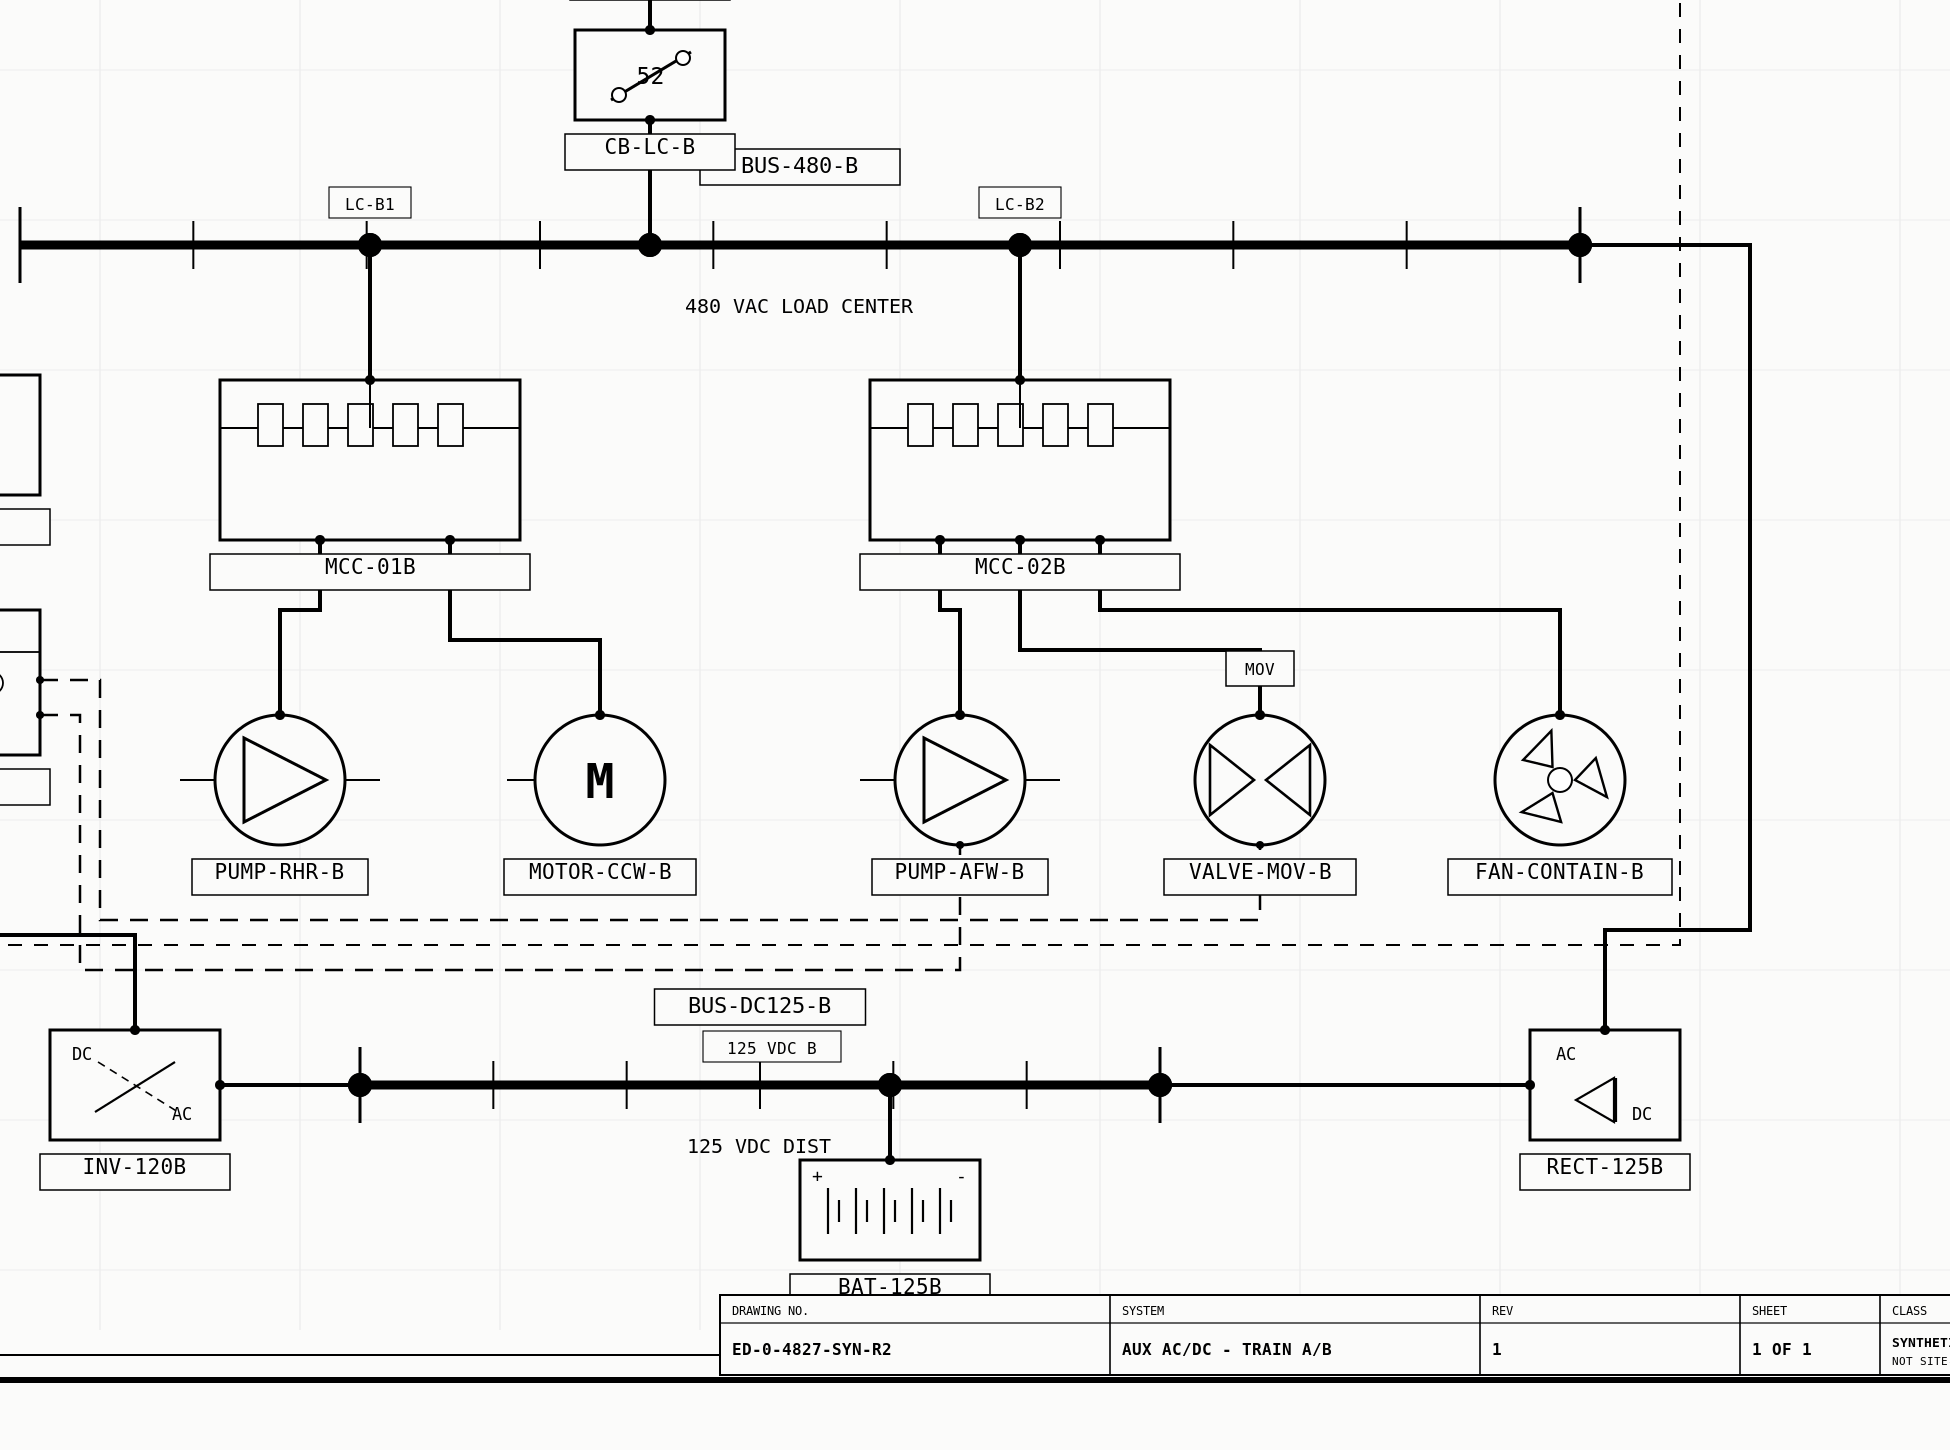 52
CB-LC-B
BUS-480-B
LC-B1
LC-B2
480 VAC LOAD CENTER
MCC-01B
MCC-02B
MOV
M
PUMP-RHR-B
MOTOR-CCW-B
PUMP-AFW-B
VALVE-MOV-B
FAN-CONTAIN-B
BUS-DC125-B
125 VDC B
DC
AC
INV-120B
125 VDC DIST
+ -
BAT-125B
AC
DC
RECT-125B
DRAWING NO. SYSTEM REV SHEET CLASS
ED-0-4827-SYN-R2 AUX AC/DC - TRAIN A/B 1 1 OF 1
NOT SITE